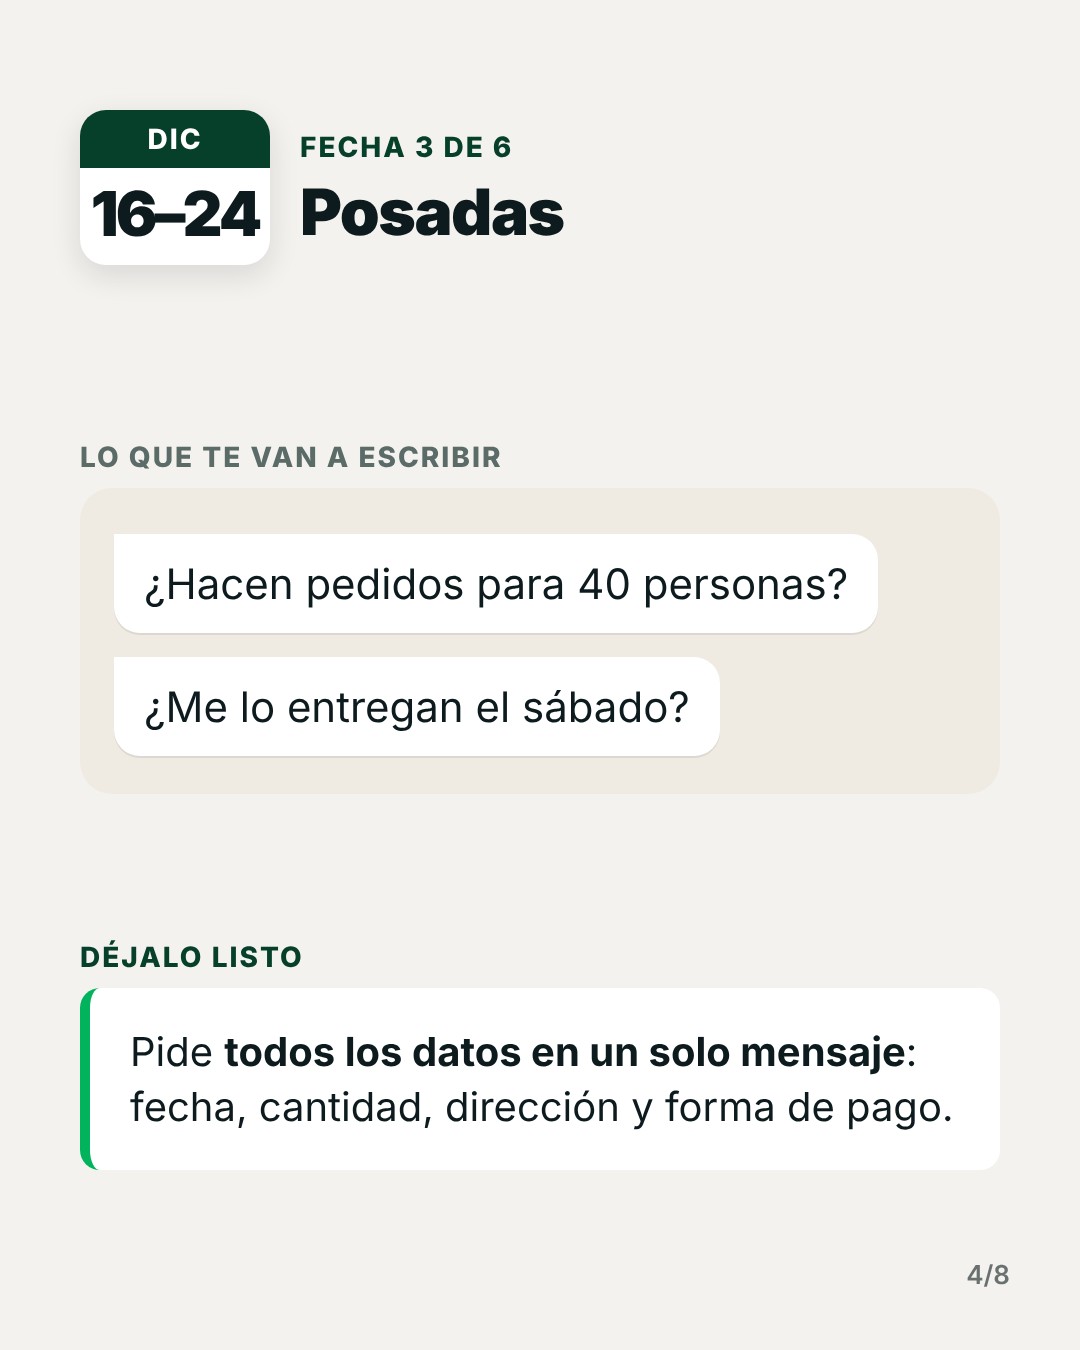 DIC
16–24
FECHA 3 DE 6
Posadas
LO QUE TE VAN A ESCRIBIR
¿Hacen pedidos para 40 personas?
¿Me lo entregan el sábado?
DÉJALO LISTO
Pide todos los datos en un solo mensaje:
fecha, cantidad, dirección y forma de pago.
4/8